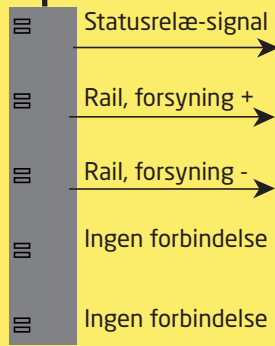 Statusrelæ-signal
Rail, forsyning +
Rail, forsyning -
Ingen forbindelse
Ingen forbindelse